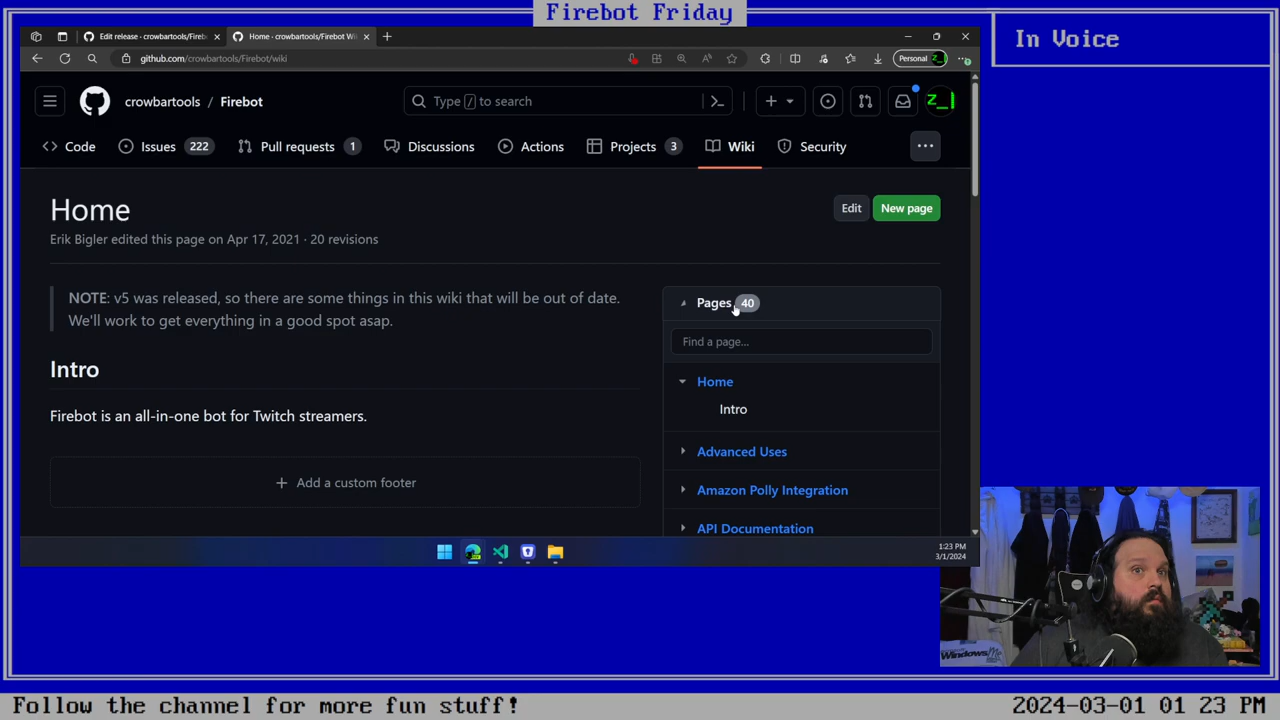 Firebot Friday
In Voice
Edit release · crowbartools/Fireb
Home · crowbartools/Firebot Wi
github.com/crowbartools/Firebot/wiki
Personal
crowbartools / Firebot
Type / to search
Z_|
Code
Issues 222
Pull requests 1
Discussions
Actions
Projects 3
Wiki
Security
Home
Edit
New page
Erik Bigler edited this page on Apr 17, 2021 · 20 revisions
NOTE: v5 was released, so there are some things in this wiki that will be out of date.
We'll work to get everything in a good spot asap.
Pages 40
Find a page...
Intro
Home
Intro
Firebot is an all-in-one bot for Twitch streamers.
Advanced Uses
Add a custom footer
Amazon Polly Integration
API Documentation
1:23 PM
3/1/2024
Windows
Follow the channel for more fun stuff!
2024-03-01 01 23 PM